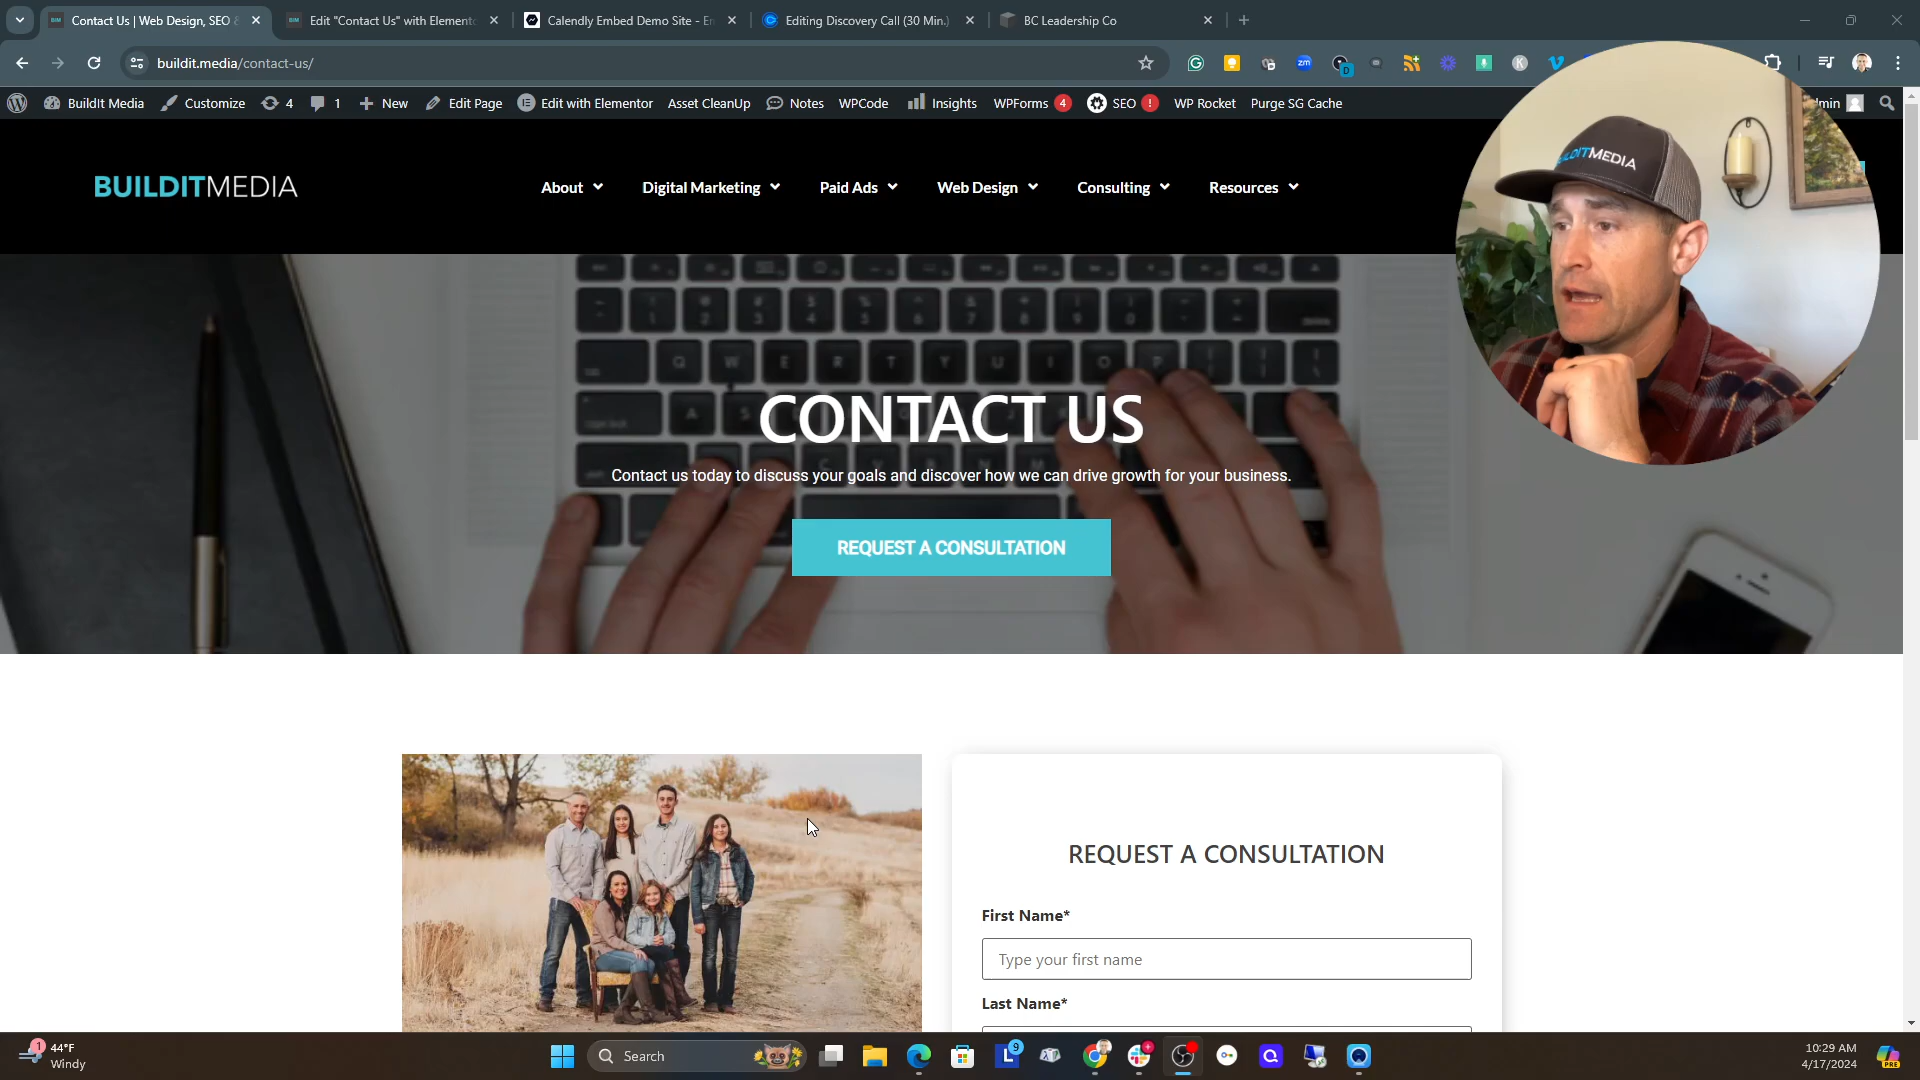 Contact Us | Web Design, SEO &
Edit "Contact Us" with Elemento
Calendly Embed Demo Site - En
Editing Discovery Call (30 Min.)
BC Leadership Co
buildit.media/contact-us/
BuildIt Media
Customize
4
1
New
Edit Page
Edit with Elementor
Asset CleanUp
Notes
WPCode
Insights
WPForms 4
SEO !
WP Rocket
Purge SG Cache
BUILDITMEDIA
About
Digital Marketing
Paid Ads
Web Design
Consulting
Resources
CONTACT US
Contact us today to discuss your goals and discover how we can drive growth for your business.
REQUEST A CONSULTATION
REQUEST A CONSULTATION
First Name*
Type your first name
Last Name*
1
44°F
Windy
Search
9
10:29 AM
4/17/2024
PRE